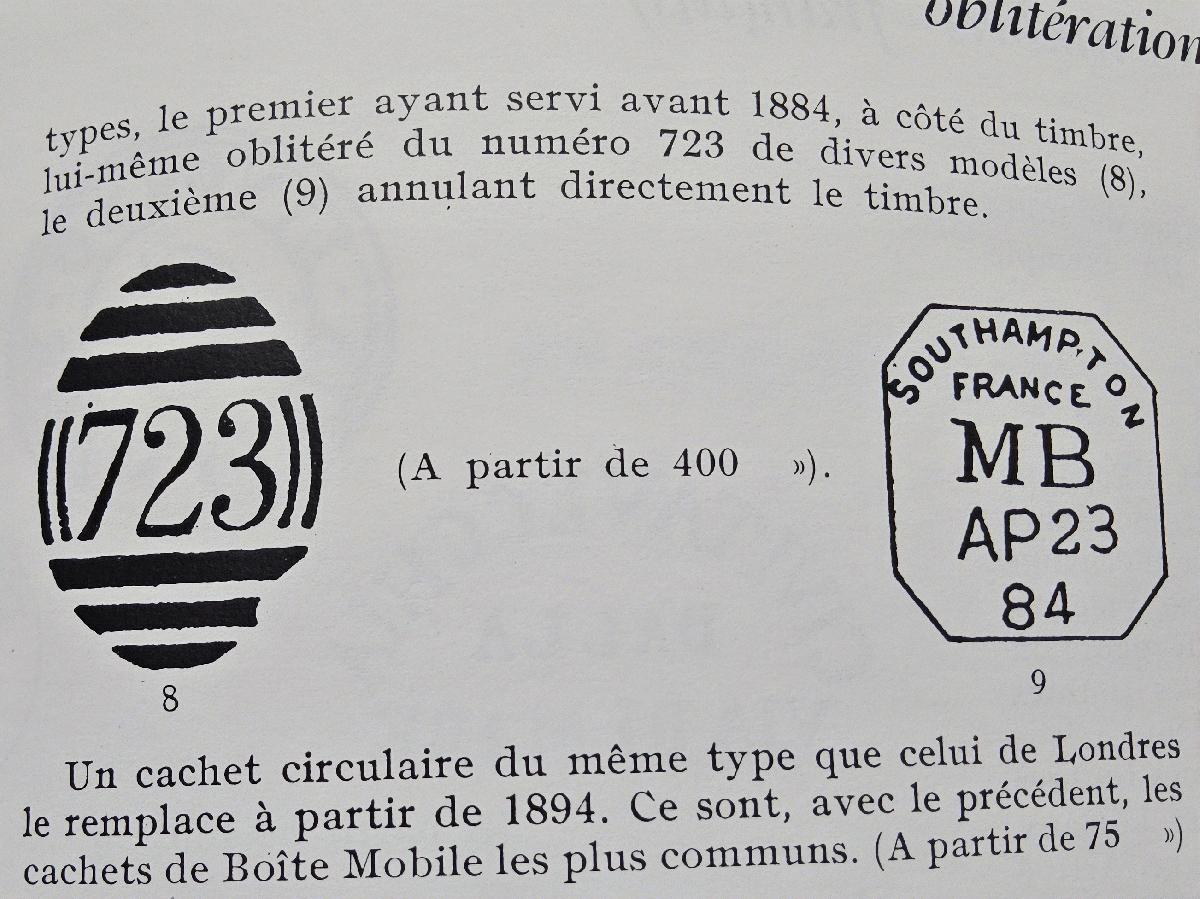 oblitération
types, le premier ayant servi avant 1884, à côté du timbre,
lui-même oblitéré du numéro 723 de divers modèles (8),
le deuxième (9) annulant directement le timbre.
723
(A partir de 400 »).
SOUTHAMP.TON
FRANCE
MB
AP23
84
8
9
Un cachet circulaire du même type que celui de Londres
le remplace à partir de 1894. Ce sont, avec le précédent, les
cachets de Boîte Mobile les plus communs. (A partir de 75 »)